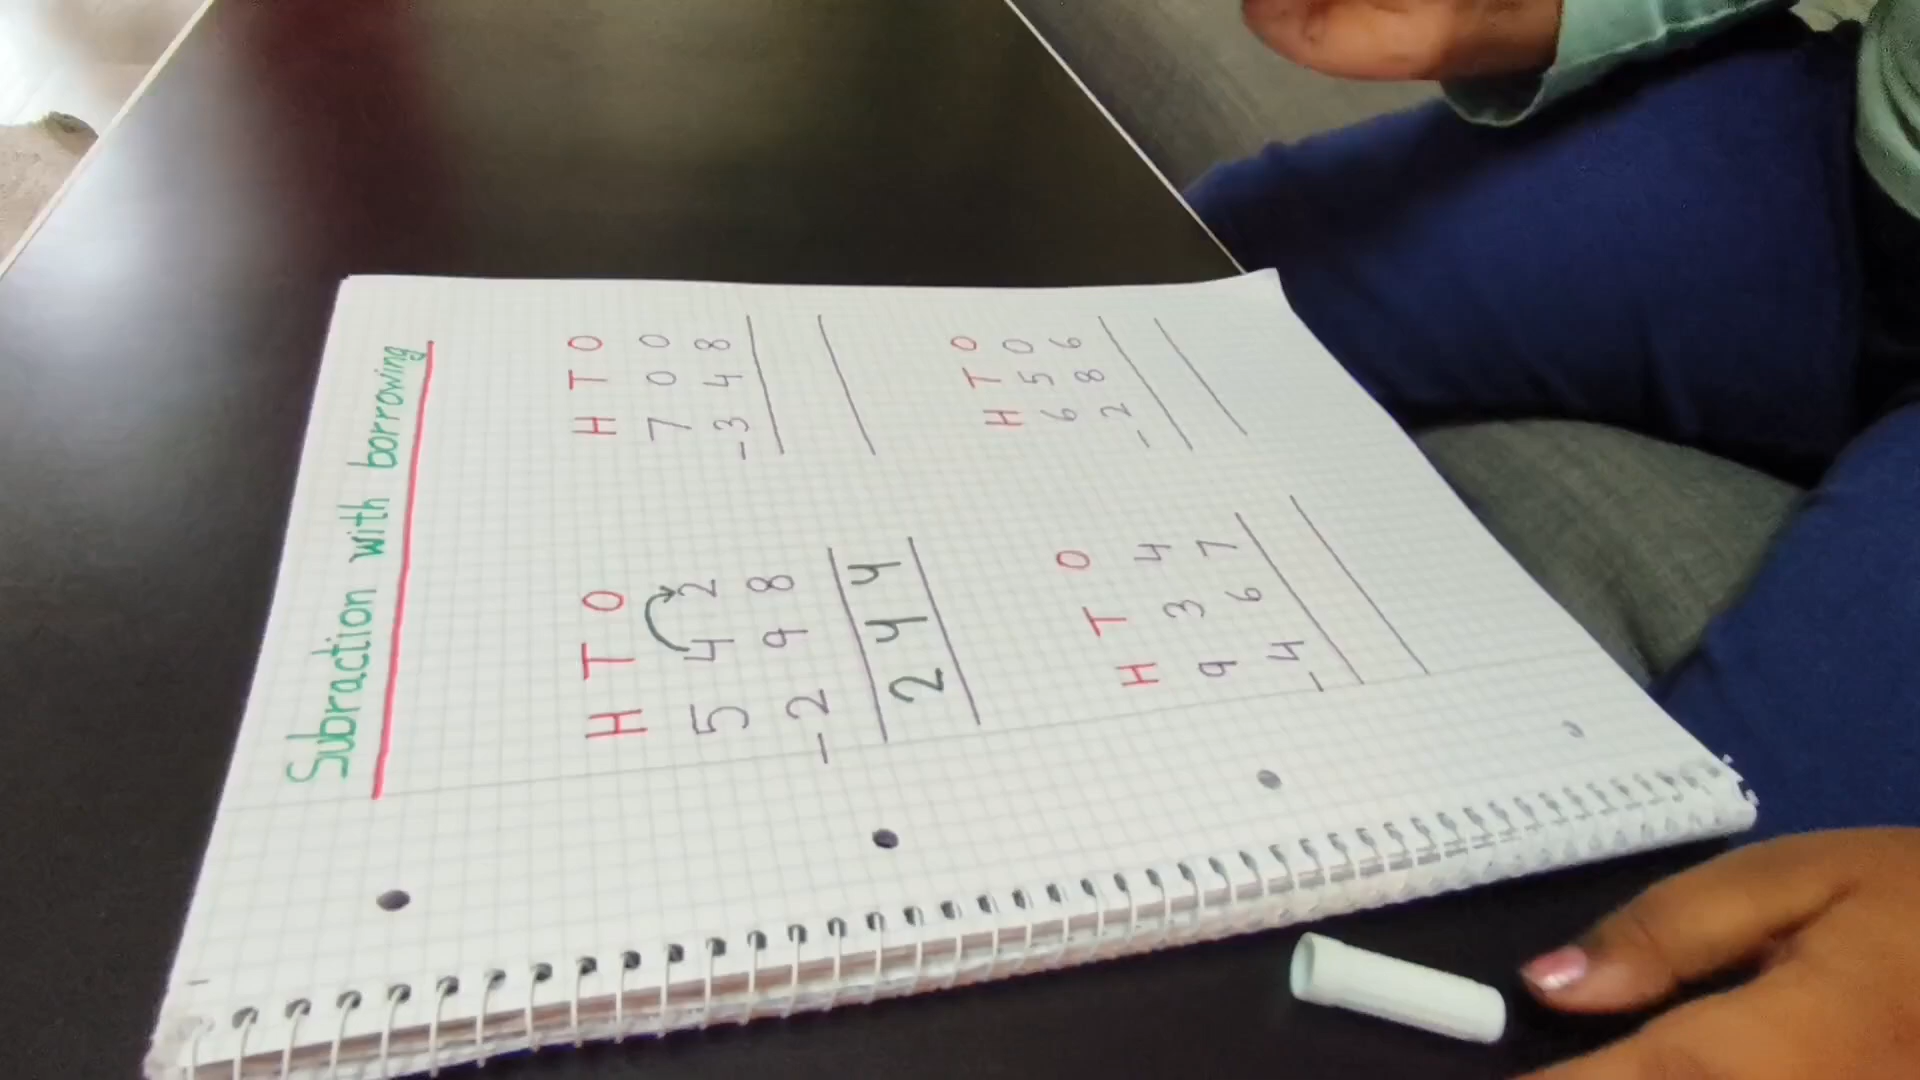 Subraction with borrowing
H T O
5 4 2
-2 9 8
2 4 4
H T O
7 0 0
-3 4 8
H T O
9 3 4
-4 6 7
H T O
6 5 0
-2 8 6